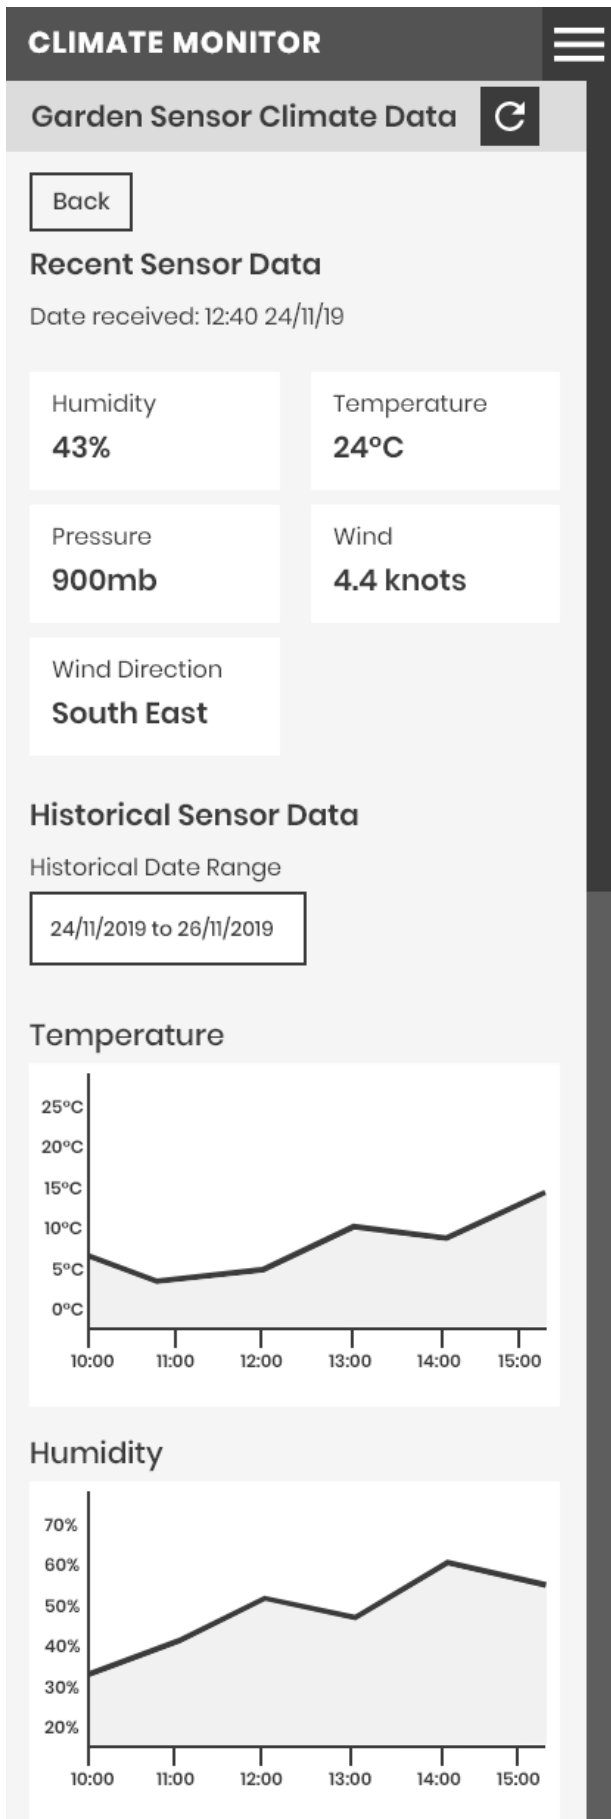 CLIMATE MONITOR
Garden Sensor Climate Data
Back
Recent Sensor Data
Date received: 12:40 24/11/19
Humidity
43%
Temperature
24°C
Pressure
900mb
Wind
4.4 knots
Wind Direction
South East
Historical Sensor Data
Historical Date Range
24/11/2019 to 26/11/2019
Temperature
25°C
20°C
15°C
10°C
5°C
0°C
10:00 11:00 12:00 13:00 14:00 15:00
Humidity
70%
60%
50%
40%
30%
20%
10:00 11:00 12:00 13:00 14:00 15:00